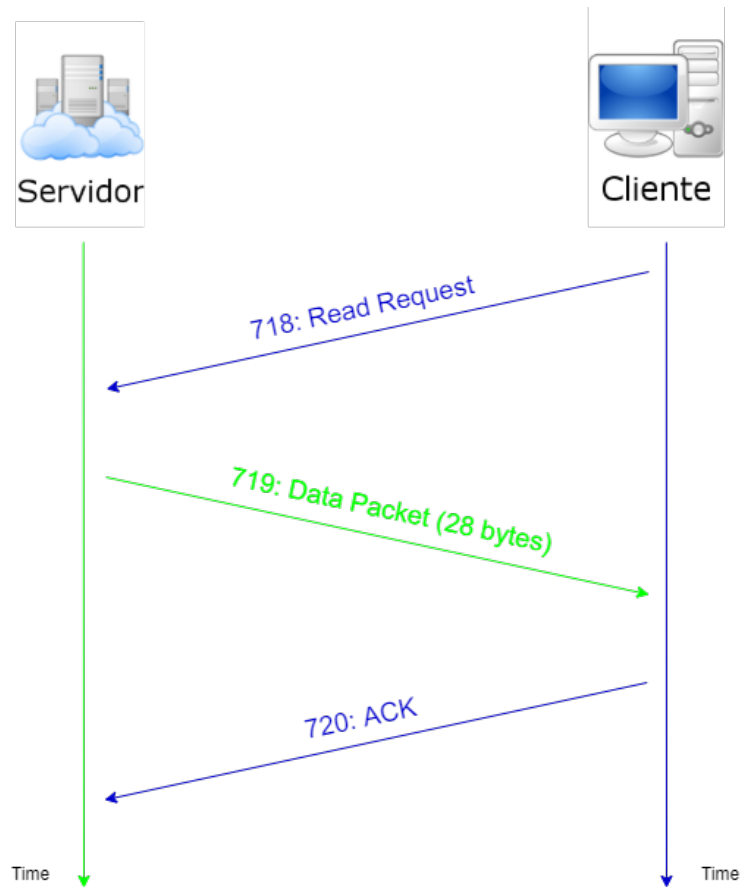 Servidor
Cliente
718: Read Request
719: Data Packet (28 bytes)
720: ACK
Time
Time